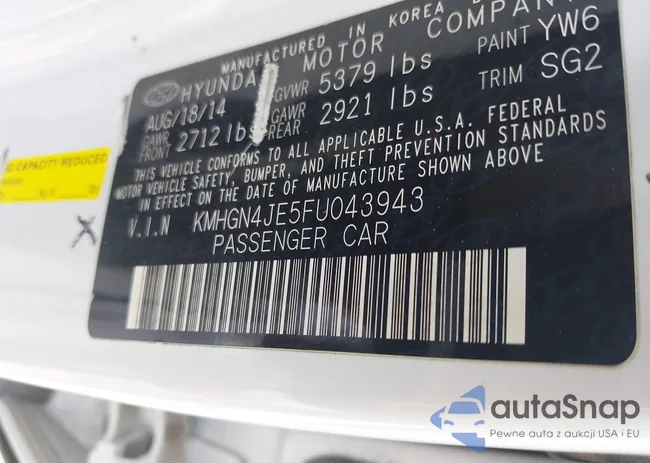 MANUFACTURED IN KOREA
HYUNDAI MOTOR COMPANY
AUG/18/14 GVWR 5379 lbs PAINT YW6
GAWR FRONT 2712 lb GAWR REAR 2921 lbs TRIM SG2
THIS VEHICLE CONFORMS TO ALL APPLICABLE U.S.A. FEDERAL
MOTOR VEHICLE SAFETY, BUMPER, AND THEFT PREVENTION STANDARDS
IN EFFECT ON THE DATE OF MANUFACTURE SHOWN ABOVE
V.I.N KMHGN4JE5FU043943
PASSENGER CAR
CAPACITY REDUCED
autoSnap
Pewne auta z aukcji USA i EU